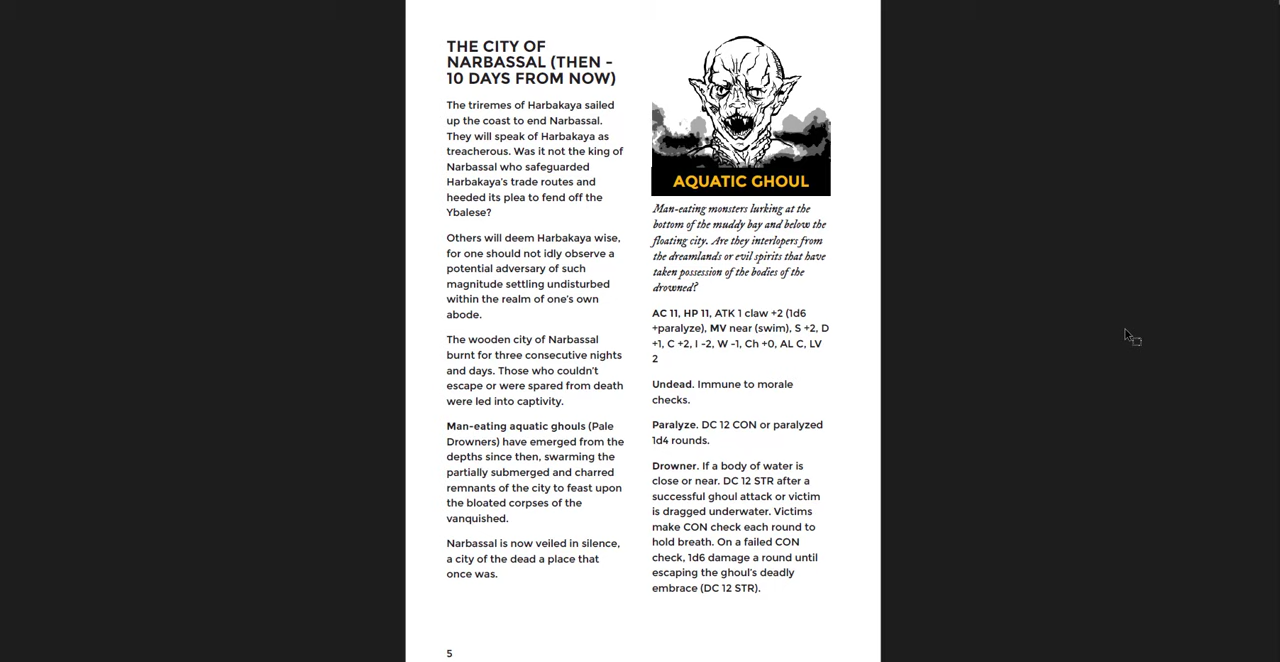 THE CITY OF
NARBASSAL (THEN -
10 DAYS FROM NOW)
The triremes of Harbakaya sailed
up the coast to end Narbassal.
They will speak of Harbakaya as
treacherous. Was it not the king of
Narbassal who safeguarded
Harbakaya's trade routes and
heeded its plea to fend off the
Ybalese?
Others will deem Harbakaya wise,
for one should not idly observe a
potential adversary of such
magnitude settling undisturbed
within the realm of one's own
abode.
The wooden city of Narbassal
burnt for three consecutive nights
and days. Those who couldn't
escape or were spared from death
were led into captivity.
Man-eating aquatic ghouls (Pale
Drowners) have emerged from the
depths since then, swarming the
partially submerged and charred
remnants of the city to feast upon
the bloated corpses of the
vanquished.
Narbassal is now veiled in silence,
a city of the dead a place that
once was.
AQUATIC GHOUL
Man-eating monsters lurking at the
bottom of the muddy bay and below the
floating city. Are they interlopers from
the dreamlands or evil spirits that have
taken possession of the bodies of the
drowned?
AC 11, HP 11, ATK 1 claw +2 (1d6
+paralyze), MV near (swim), S +2, D
+1, C +2, I -2, W -1, Ch +0, AL C, LV
2
Undead. Immune to morale
checks.
Paralyze. DC 12 CON or paralyzed
1d4 rounds.
Drowner. If a body of water is
close or near. DC 12 STR after a
successful ghoul attack or victim
is dragged underwater. Victims
make CON check each round to
hold breath. On a failed CON
check, 1d6 damage a round until
escaping the ghoul's deadly
embrace (DC 12 STR).
5